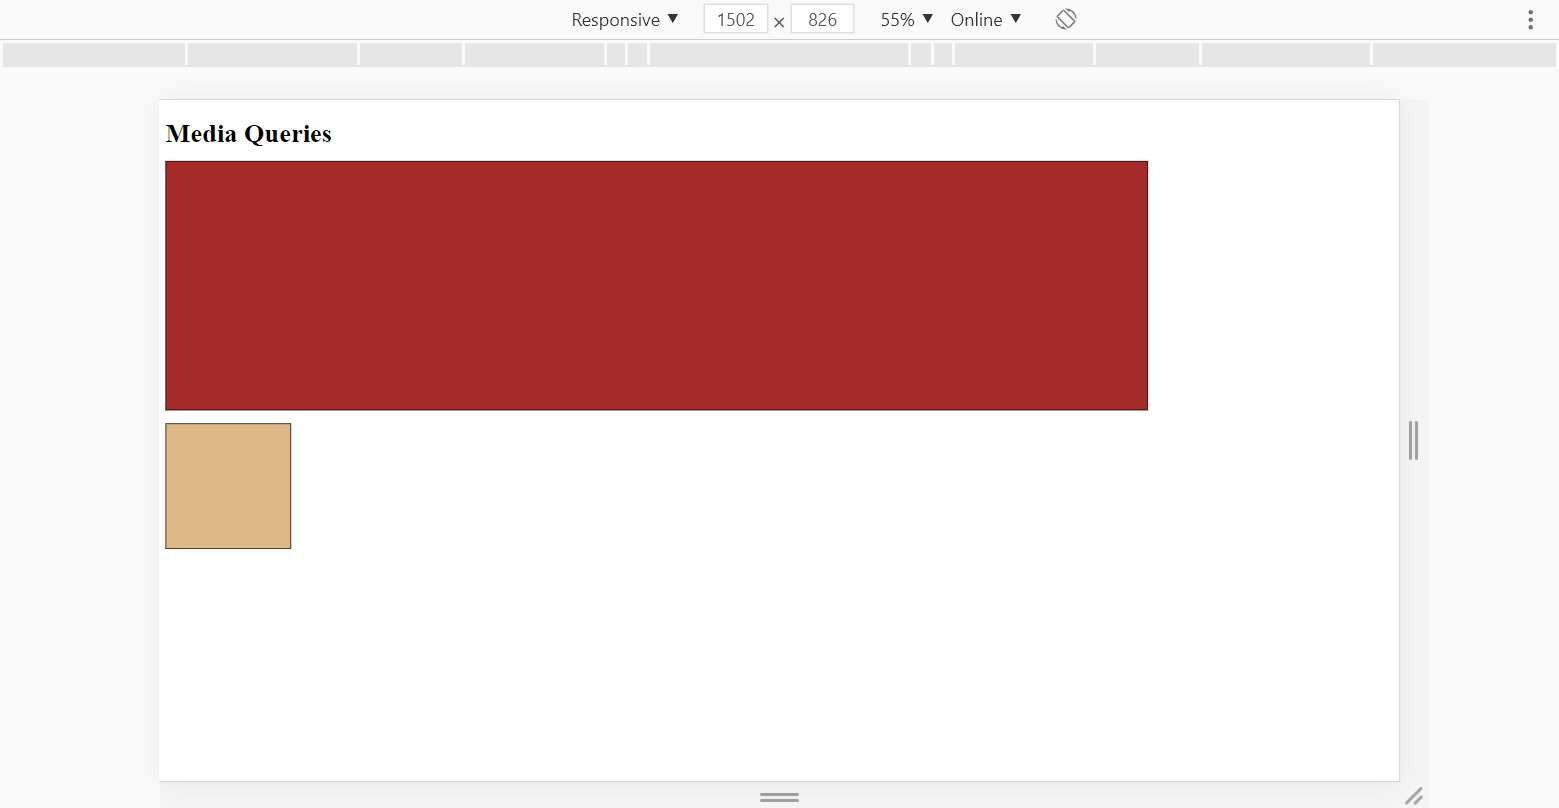 Responsive ▼ 1502 × 826 55% ▼ Online ▼
Media Queries